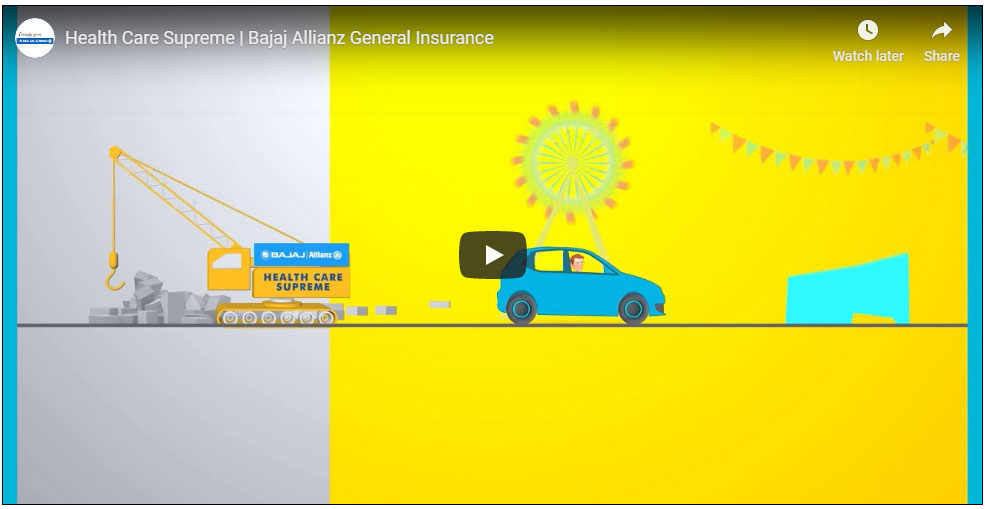 Health Care Supreme | Bajaj Allianz General Insurance
Watch later
Share
BAJAJ | Allianz
HEALTH CARE
SUPREME